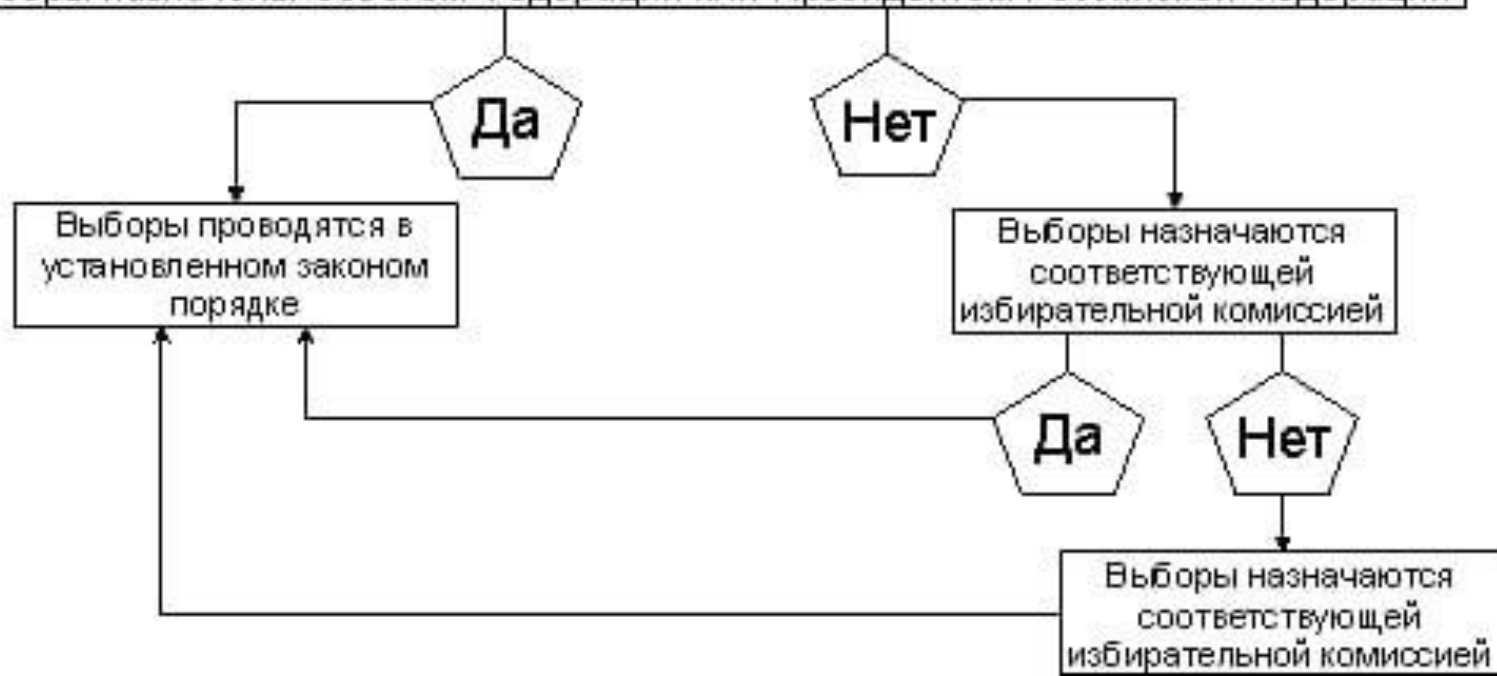 Да
Нет
Выборы проводятся в
установленном законом
порядке
Выборы назначаются
соответствующей
избирательной комиссией
Да
Нет
Выборы назначаются
соответствующей
избирательной комиссией